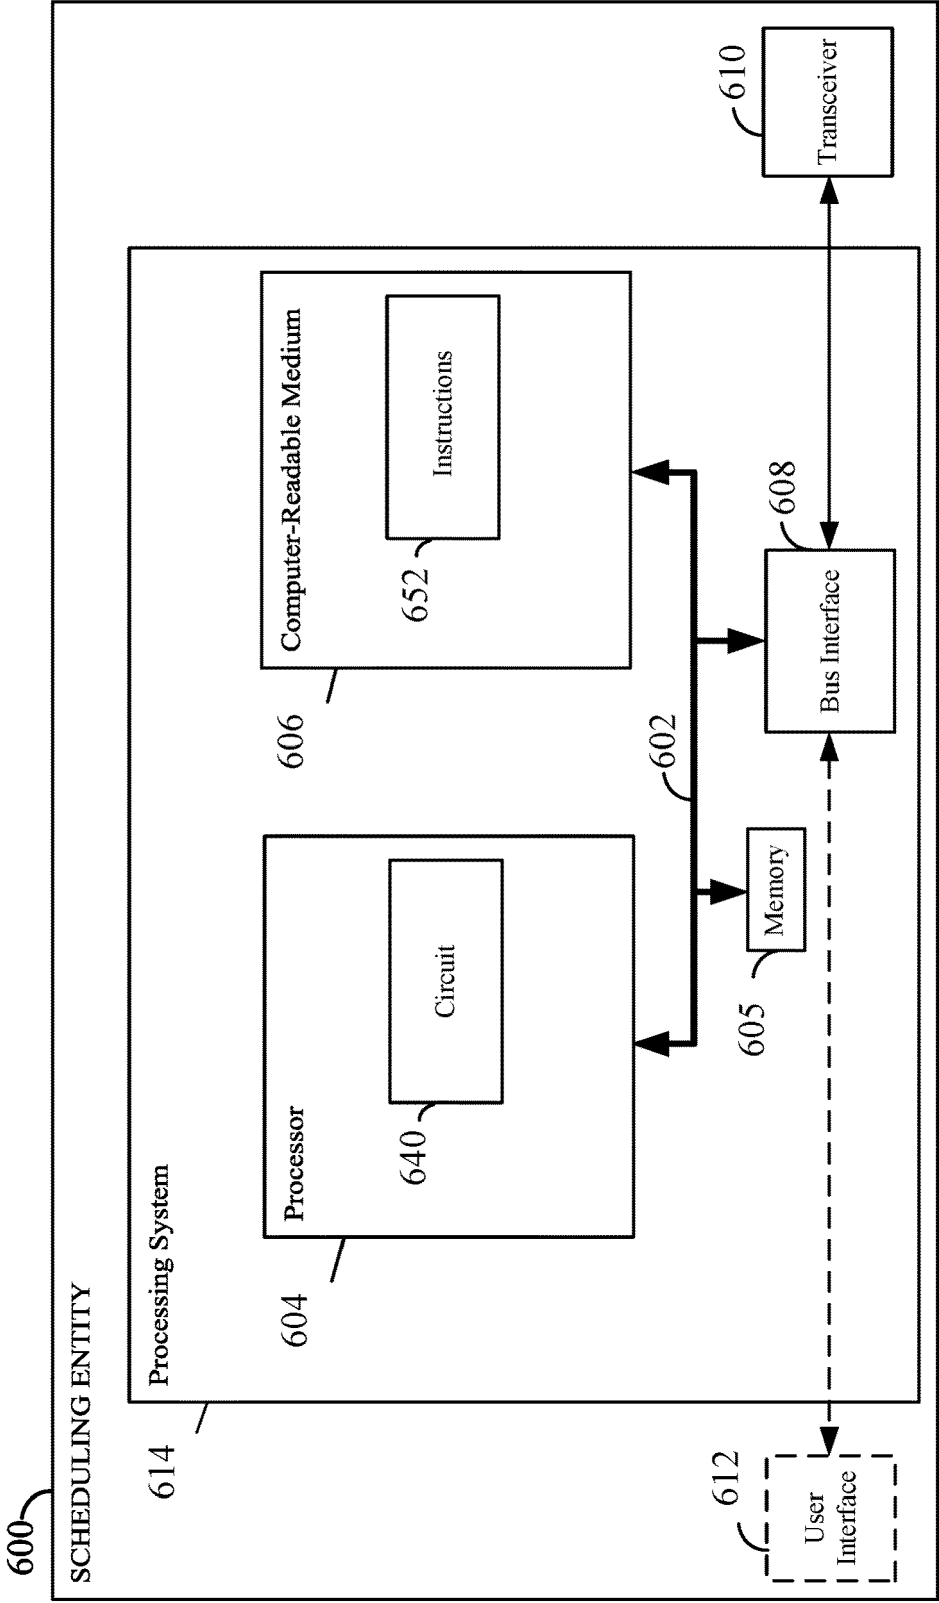 600
SCHEDULING ENTITY
614
Processing System
604
Processor
640
Circuit
606
Computer-Readable Medium
652
Instructions
602
605
Memory
608
Bus Interface
612
User
Interface
610
Transceiver